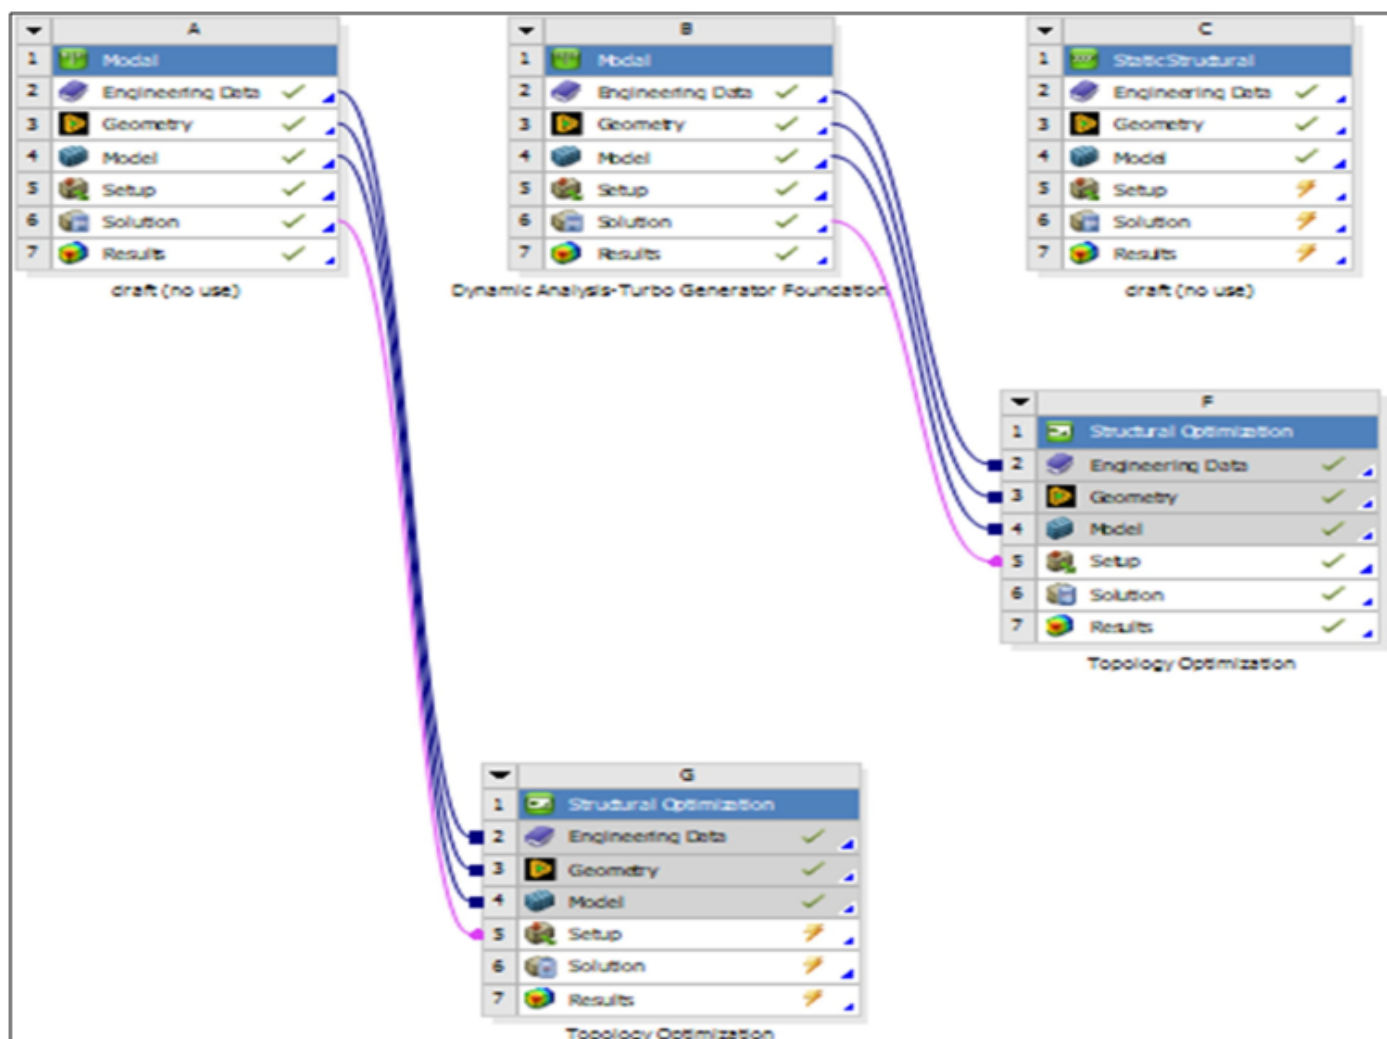 A
1 Modal
2 Engineering Data
3 Geometry
4 Model
5 Setup
6 Solution
7 Results
draft (no use)
B
1 Modal
2 Engineering Data
3 Geometry
4 Model
5 Setup
6 Solution
7 Results
Dynamic Analysis-Turbo Generator Foundation
C
1 Static Structural
2 Engineering Data
3 Geometry
4 Model
5 Setup
6 Solution
7 Results
draft (no use)
F
1 Structural Optimization
2 Engineering Data
3 Geometry
4 Model
5 Setup
6 Solution
7 Results
Topology Optimization
G
1 Structural Optimization
2 Engineering Data
3 Geometry
4 Model
5 Setup
6 Solution
7 Results
Topology Optimization